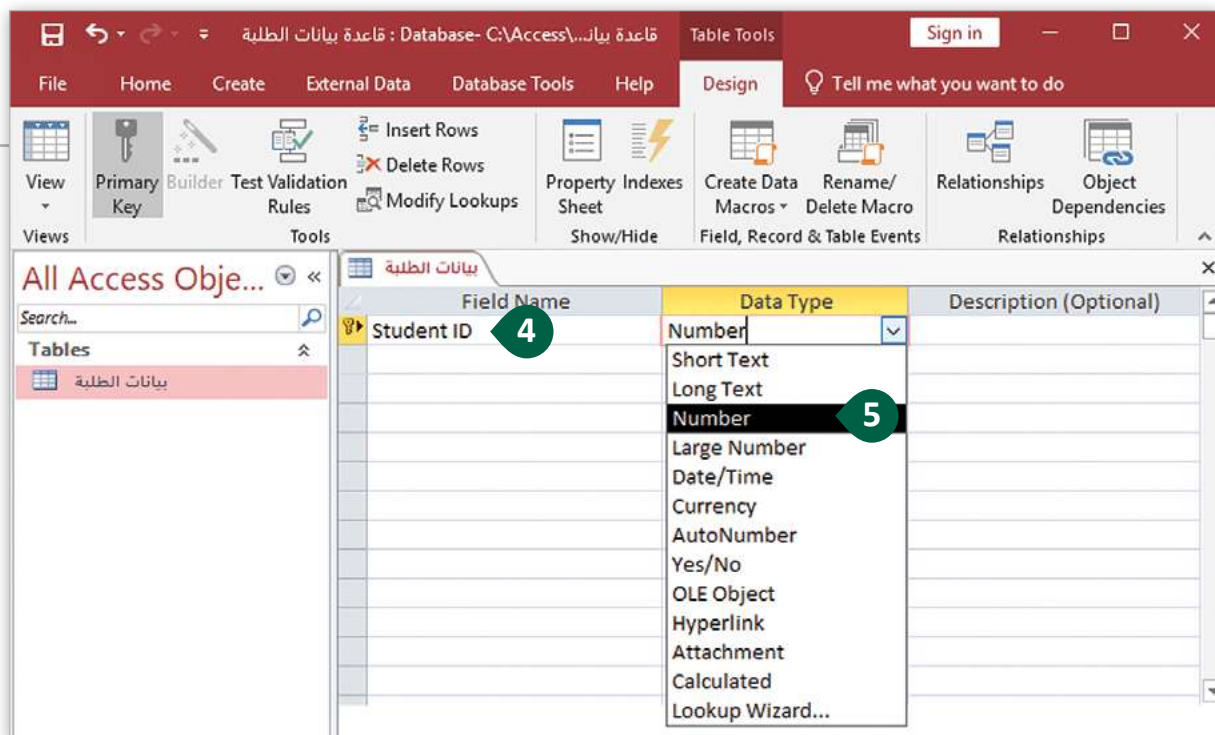 قاعدة بيانات الطلبة : Database- C:\Access\...قاعدة بيانـ
Table Tools
Sign in
File Home Create External Data Database Tools Help Design Tell me what you want to do
View
Primary Key
Builder
Test Validation Rules
Insert Rows
Delete Rows
Modify Lookups
Property Sheet
Indexes
Create Data Macros
Rename/ Delete Macro
Relationships
Object Dependencies
Views
Tools
Show/Hide
Field, Record & Table Events
Relationships
All Access Obje... «
Search...
Tables
بيانات الطلبة
بيانات الطلبة
Field Name Data Type Description (Optional)
Student ID 4 Number
Short Text
Long Text
Number 5
Large Number
Date/Time
Currency
AutoNumber
Yes/No
OLE Object
Hyperlink
Attachment
Calculated
Lookup Wizard...